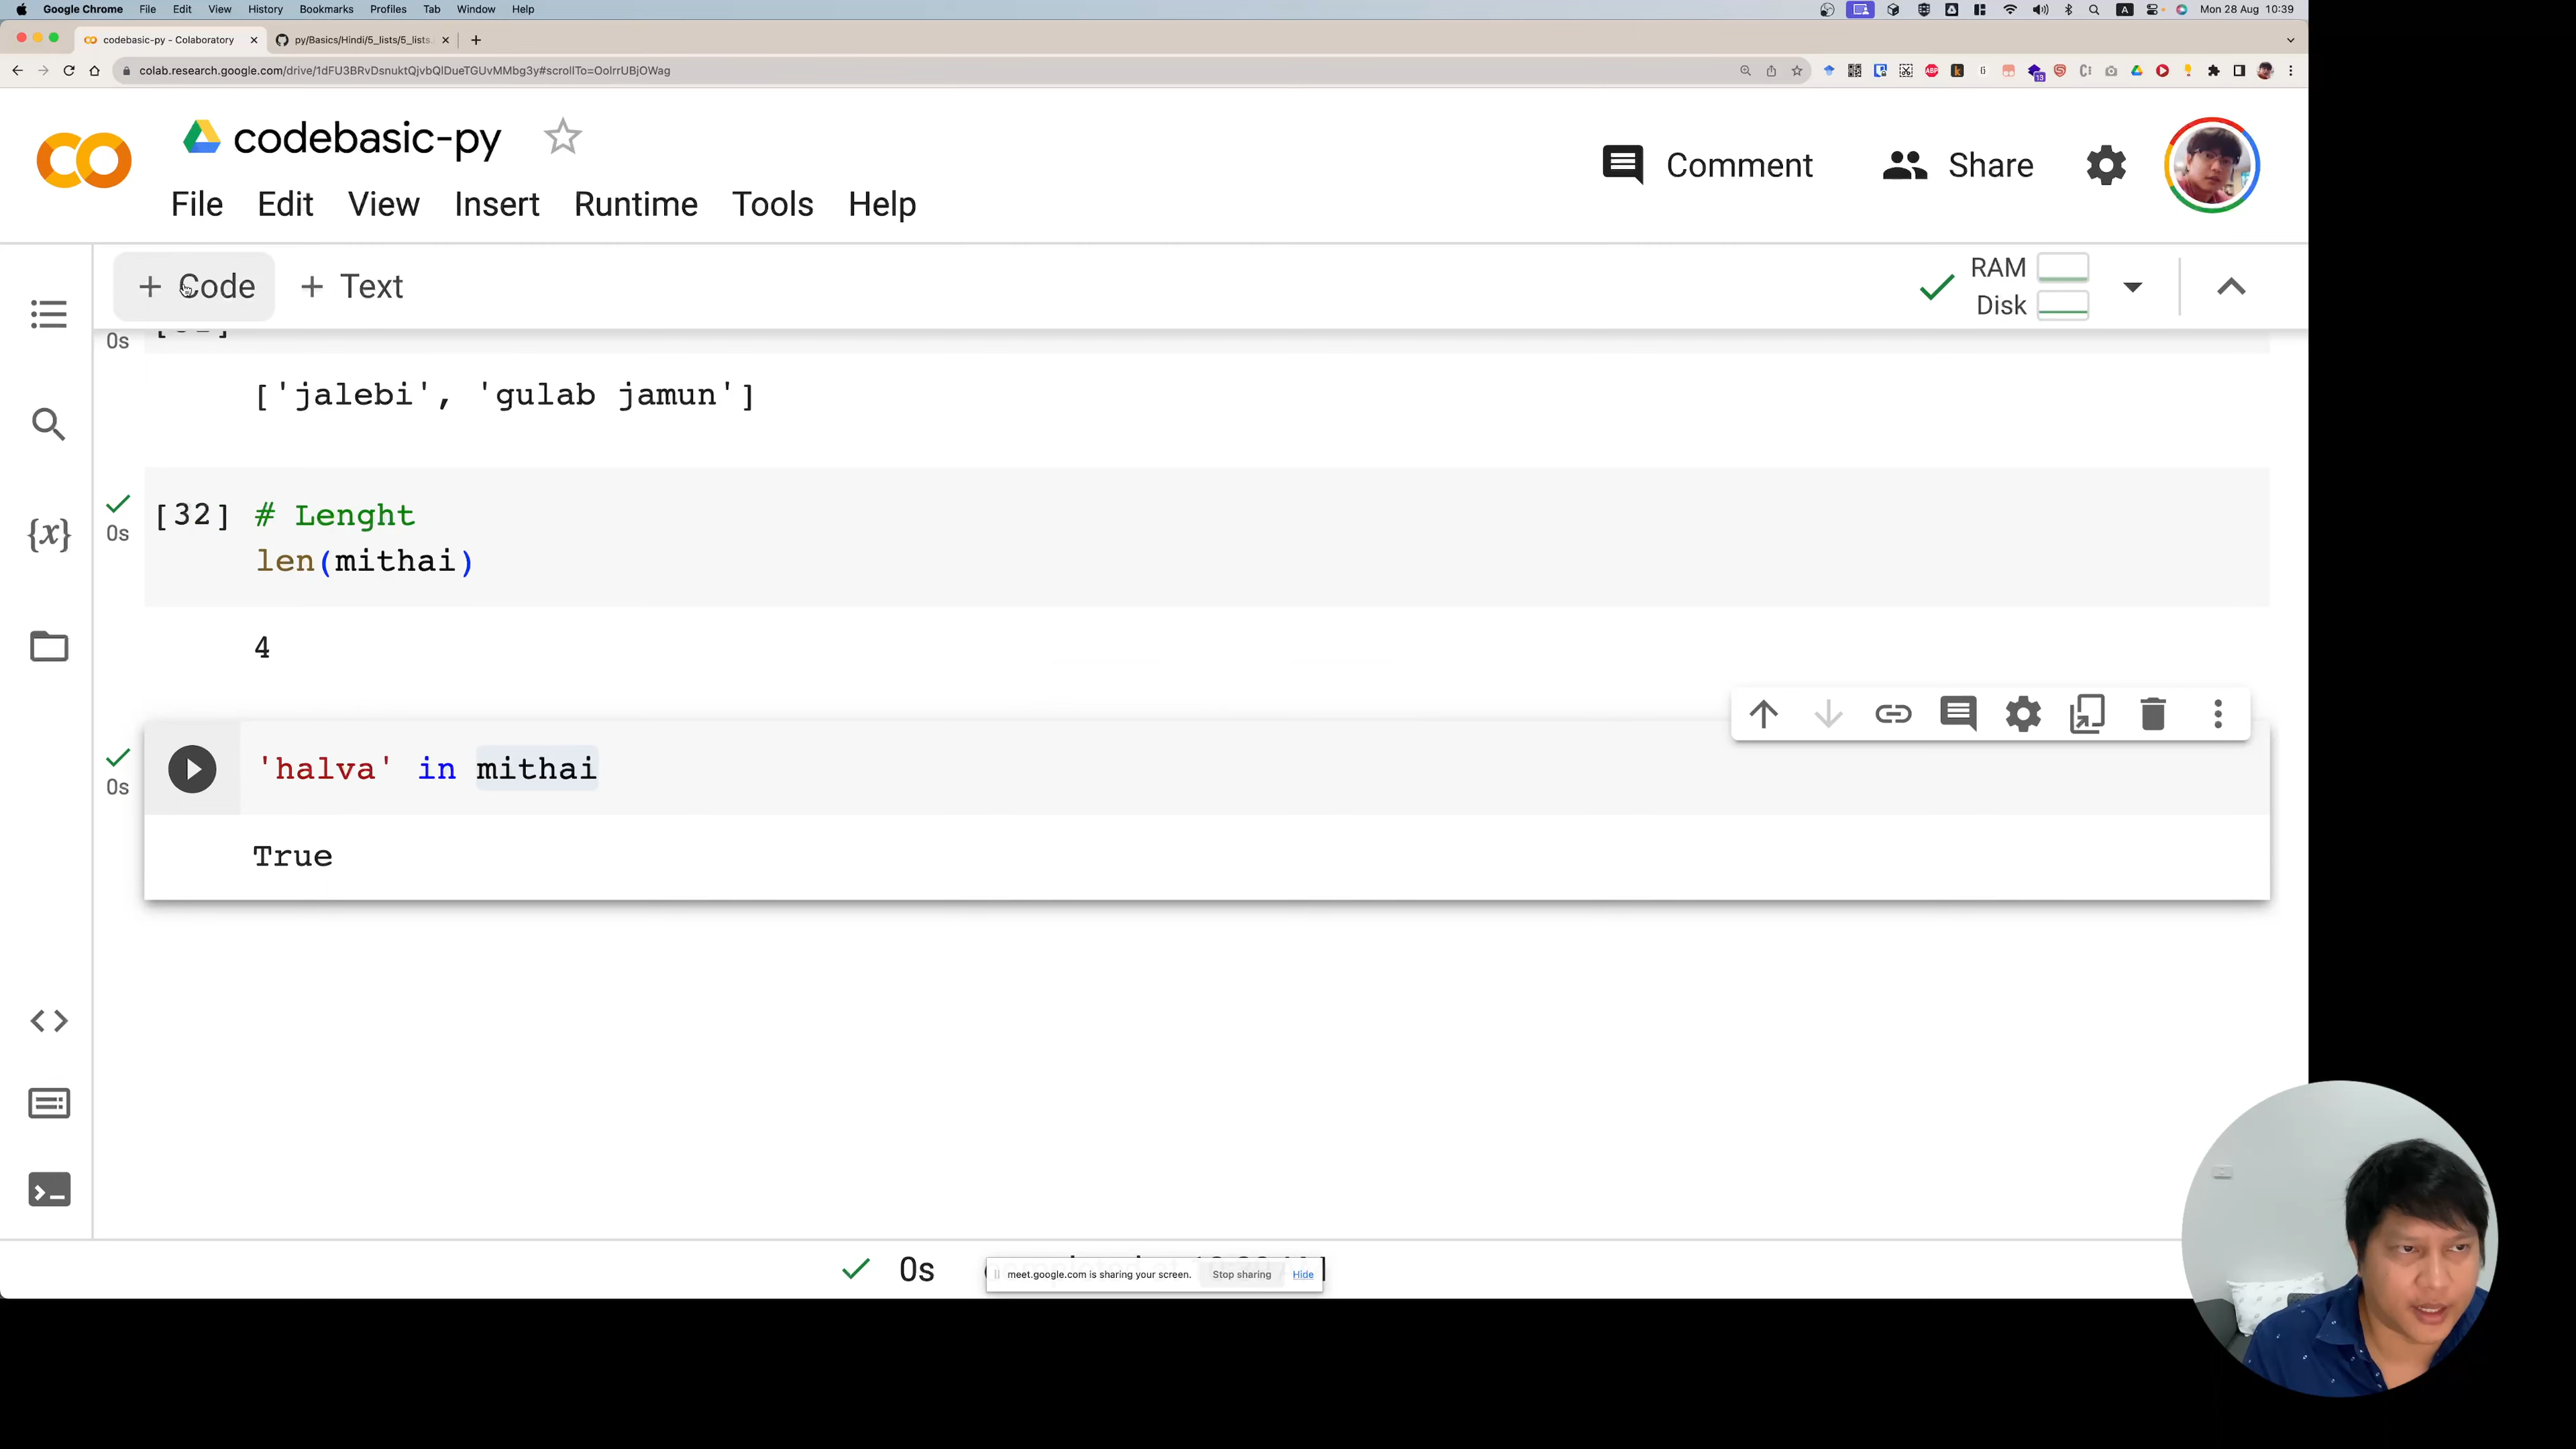 Google Chrome File Edit View History Bookmarks Profiles Tab Window Help
A Mon 28 Aug 10:39
codebasic-py - Colaboratory
py/Basics/Hindi/5_lists/5_lists.
colab.research.google.com/drive/1dFU3BRvDsnuktQjvbQlDueTGUvMMbg3y#scrollTo=OoIrrUBjOWag
ABP
13
codebasic-py
Comment
Share
File Edit View Insert Runtime Tools Help
+ Code + Text
RAM
Disk
0s
['jalebi', 'gulab jamun']
[32] # Lenght
0s
len(mithai)
4
{x}
'halva' in mithai
0s
True
0s
meet.google.com is sharing your screen. Stop sharing Hide